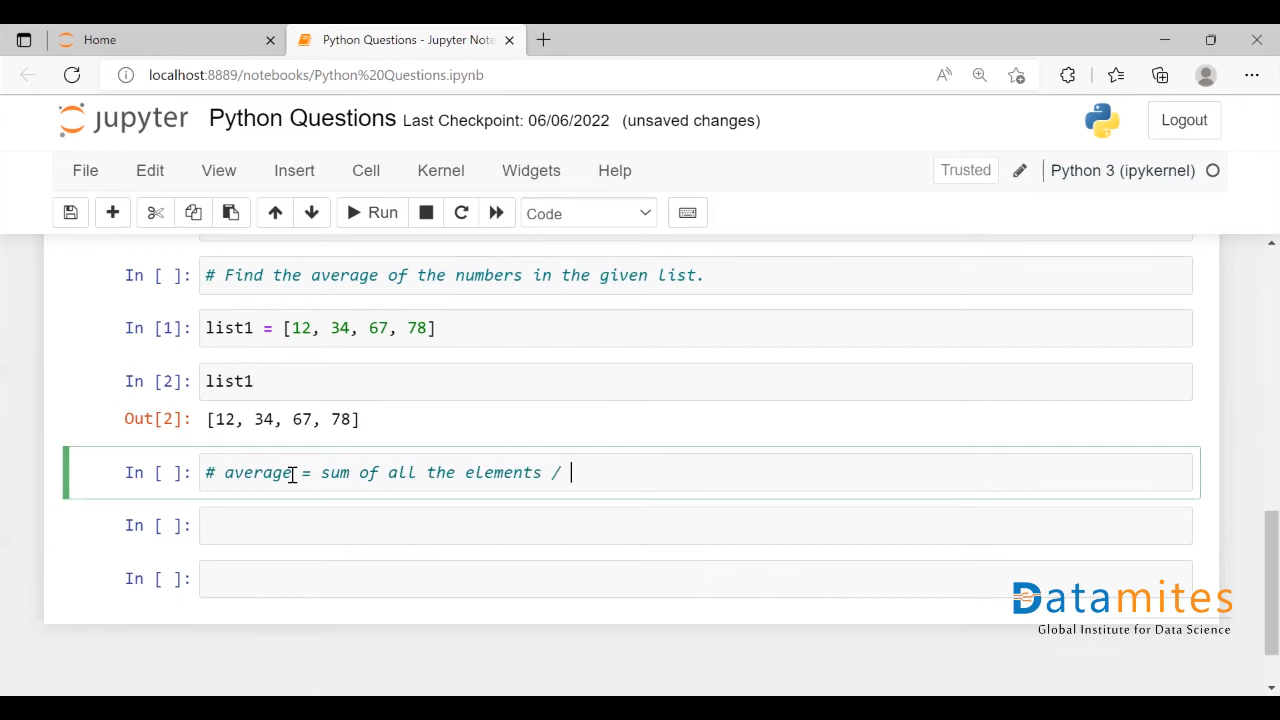 Home
Python Questions - Jupyter Note
localhost:8889/notebooks/Python%20Questions.ipynb
jupyter Python Questions Last Checkpoint: 06/06/2022 (unsaved changes)
Logout
File Edit View Insert Cell Kernel Widgets Help
Trusted
Python 3 (ipykernel)
Run
Code
In [ ]: # Find the average of the numbers in the given list.
In [1]: list1 = [12, 34, 67, 78]
In [2]: list1
Out[2]: [12, 34, 67, 78]
In [ ]: # average = sum of all the elements /
In [ ]:
In [ ]:
Datamites
Global Institute for Data Science